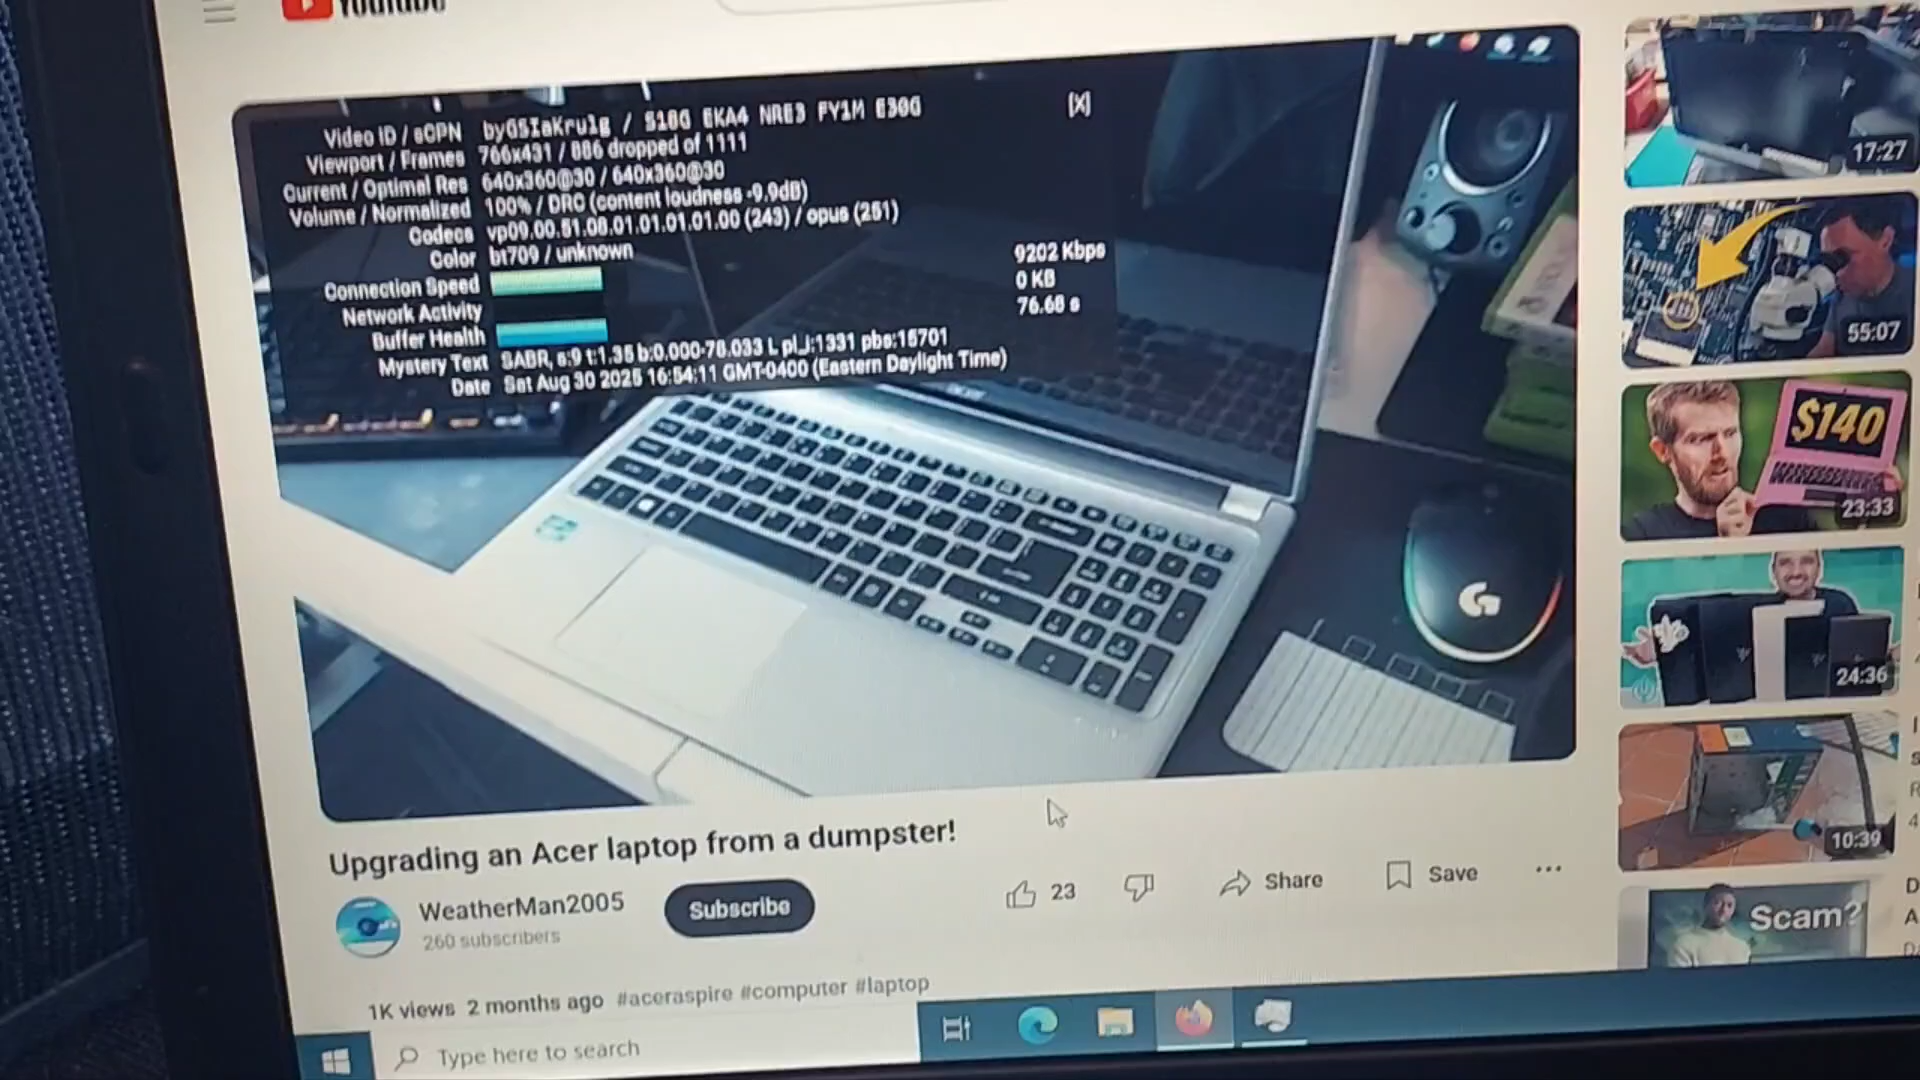 YouTube
Video ID / sCPN byGSIaKru1g / S18G EKA4 NRE3 FY1M E30G
[X]
Viewport / Frames 766x431 / 886 dropped of 1111
Current / Optimal Res 640x360@30 / 640x360@30
Volume / Normalized 100% / DRC (content loudness -9.9dB)
Codecs vp09.00.51.08.01.01.01.01.00 (243) / opus (251)
Color bt709 / unknown
Connection Speed 9202 Kbps
Network Activity 0 KB
Buffer Health 76.68 s
Mystery Text SABR, s:9 t:1.35 b:0.000-78.033 L pl_i:1331 pbs:15701
Date Sat Aug 30 2025 16:54:11 GMT-0400 (Eastern Daylight Time)
Upgrading an Acer laptop from a dumpster!
WeatherMan2005
260 subscribers
Subscribe
23
Share
Save
1K views 2 months ago #aceraspire #computer #laptop
Type here to search
17:27
55:07
$140
23:33
24:36
10:39
Scam?